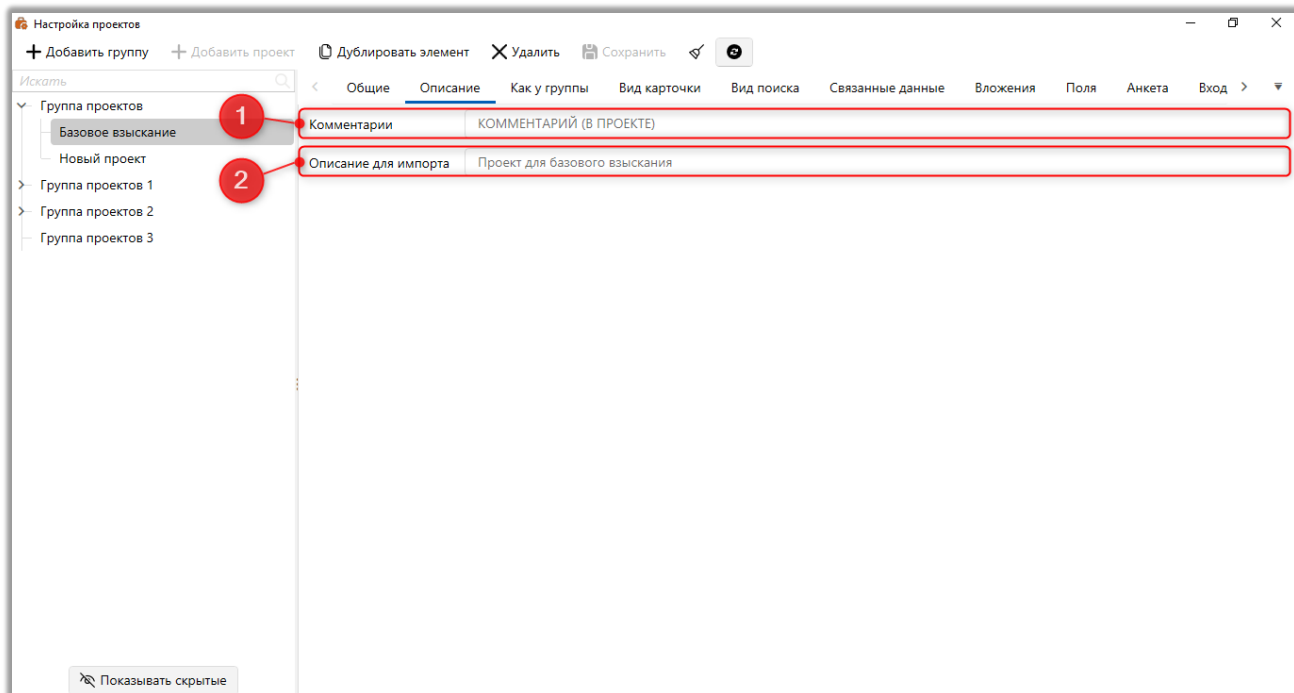 Настройка проектов
Добавить группу Добавить проект Дублировать элемент Удалить Сохранить
Искать
Общие Описание Как у группы Вид карточки Вид поиска Связанные данные Вложения Поля Анкета Вход
Группа проектов
Базовое взыскание
Новый проект
Группа проектов 1
Группа проектов 2
Группа проектов 3
1
Комментарии КОММЕНТАРИЙ (В ПРОЕКТЕ)
2
Описание для импорта Проект для базового взыскания
Показывать скрытые